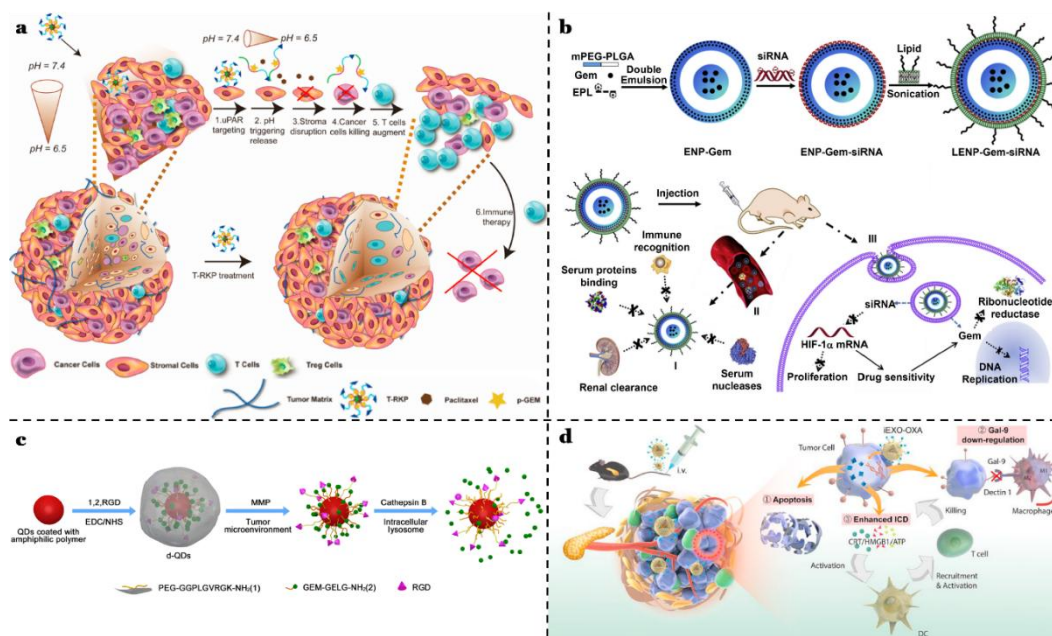 a
pH = 7.4
pH = 6.5
pH = 7.4
pH = 6.5
1.uPAR targeting
2. pH triggering release
3.Stroma disruption
4.Cancer cells killing
5. T cells augment
6.Immune therapy
T-RKP treatment
Cancer Cells
Stromal Cells
T Cells
Treg Cells
Tumor Matrix
T-RKP
Paclitaxel
p-GEM
b
mPEG-PLGA
Gem
EPL
Double Emulsion
siRNA
Lipid
Sonication
ENP-Gem
ENP-Gem-siRNA
LENP-Gem-siRNA
Injection
Immune recognition
Serum proteins binding
Renal clearance
Serum nucleases
I
II
III
siRNA
Ribonucleotide reductase
Gem
HIF-1α mRNA
DNA Replication
Proliferation
Drug sensitivity
c
QDs coated with amphiphilic polymer
1,2,RGD
EDC/NHS
d-QDs
MMP
Tumor microenvironment
Cathepsin B
Intracellular lysosome
PEG-GGPLGVRGK-NH₂(1)
GEM-GELG-NH₂(2)
RGD
d
i.v.
Tumor Cell
iEXO-OXA
① Apoptosis
② Gal-9 down-regulation
Gal-9
Dectin 1
Macrophage
Killing
③ Enhanced ICD
CRT/HMGB1/ATP
T cell
Activation
Recruitment & Activation
DC